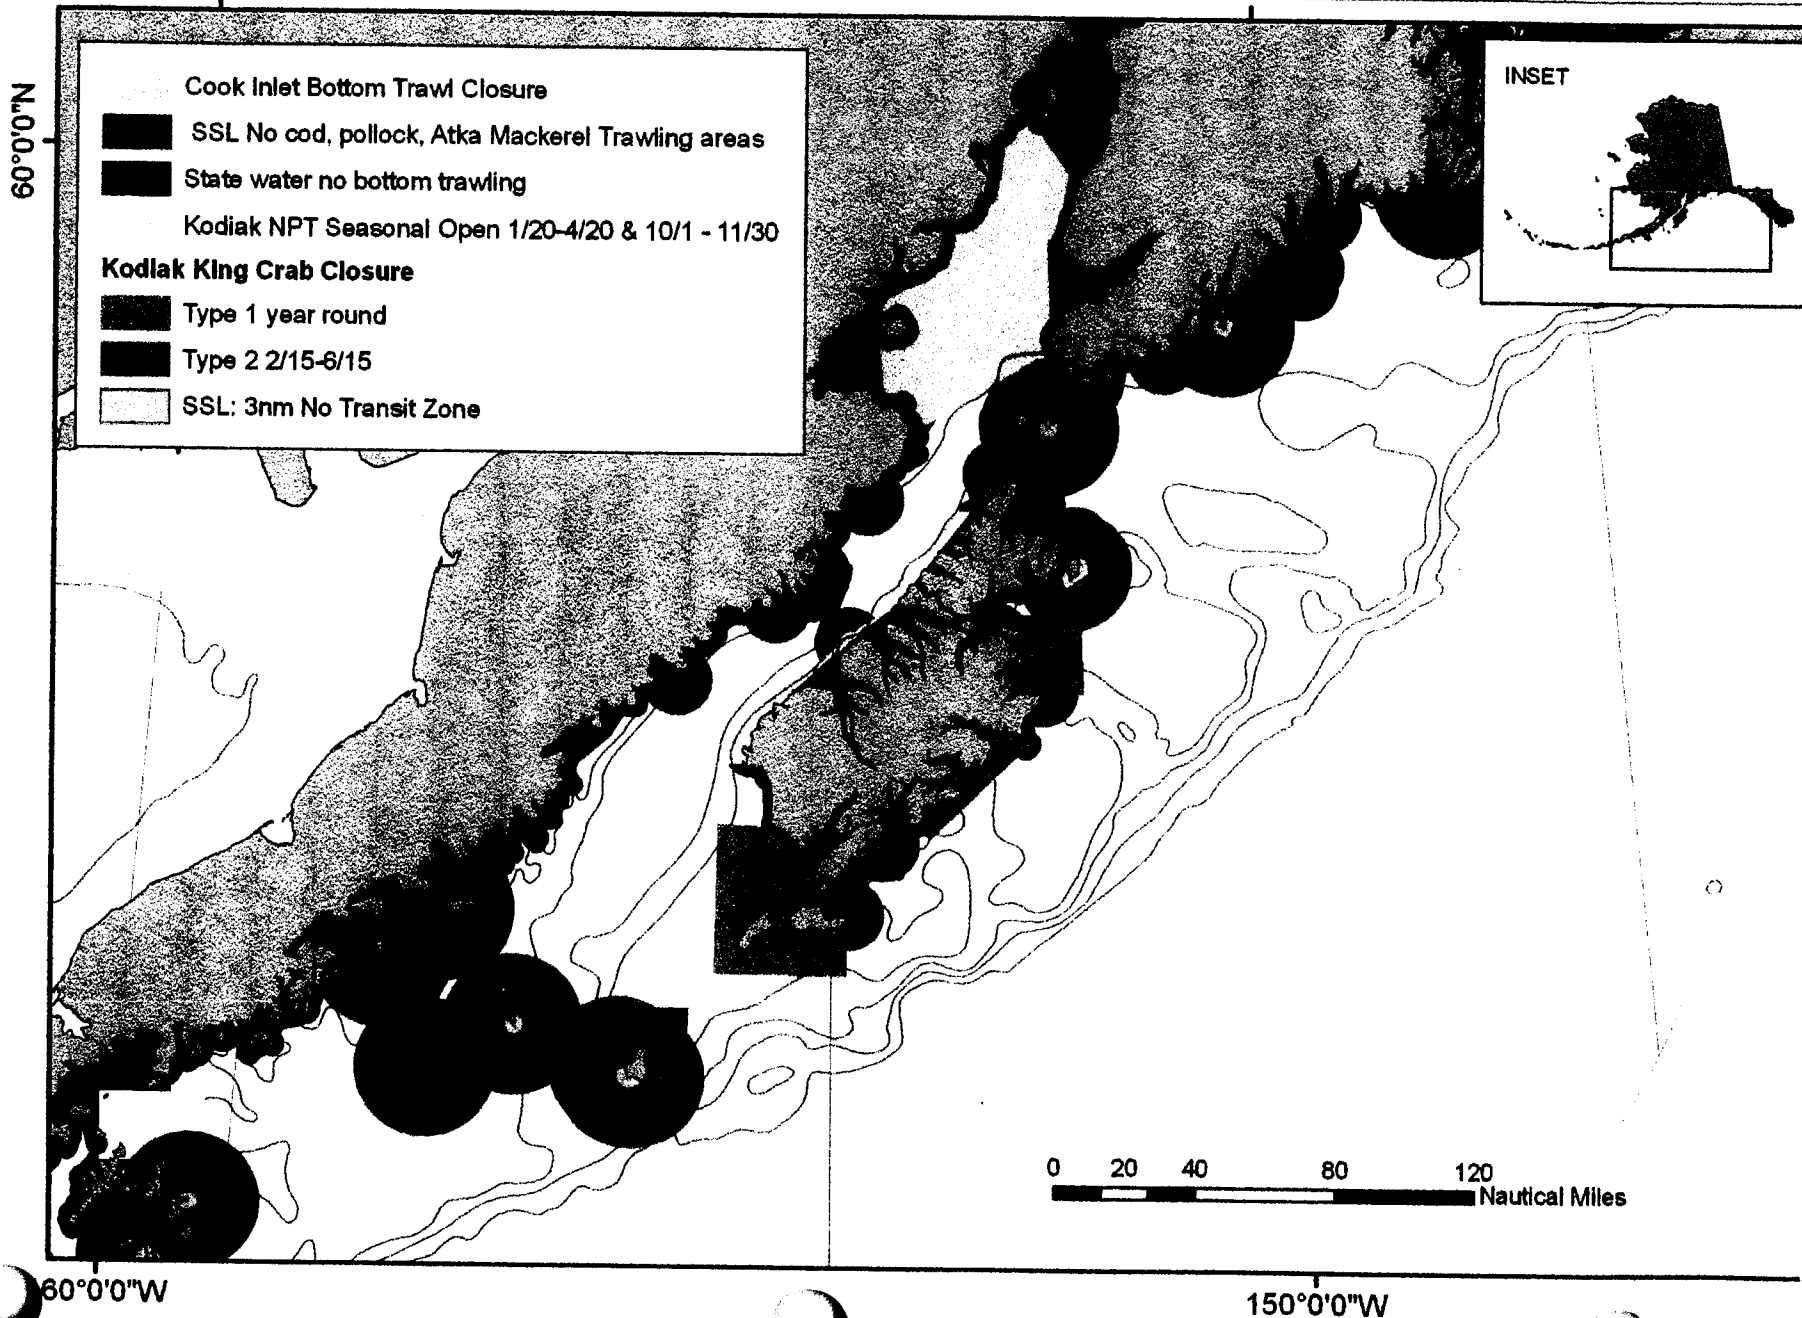 60°0'0"N
Cook Inlet Bottom Trawl Closure
SSL No cod, pollock, Atka Mackerel Trawling areas
State water no bottom trawling
Kodiak NPT Seasonal Open 1/20-4/20 & 10/1 - 11/30
Kodiak King Crab Closure
Type 1 year round
Type 2 2/15-6/15
SSL: 3nm No Transit Zone
INSET
0 20 40 80 120
Nautical Miles
60°0'0"W
150°0'0"W